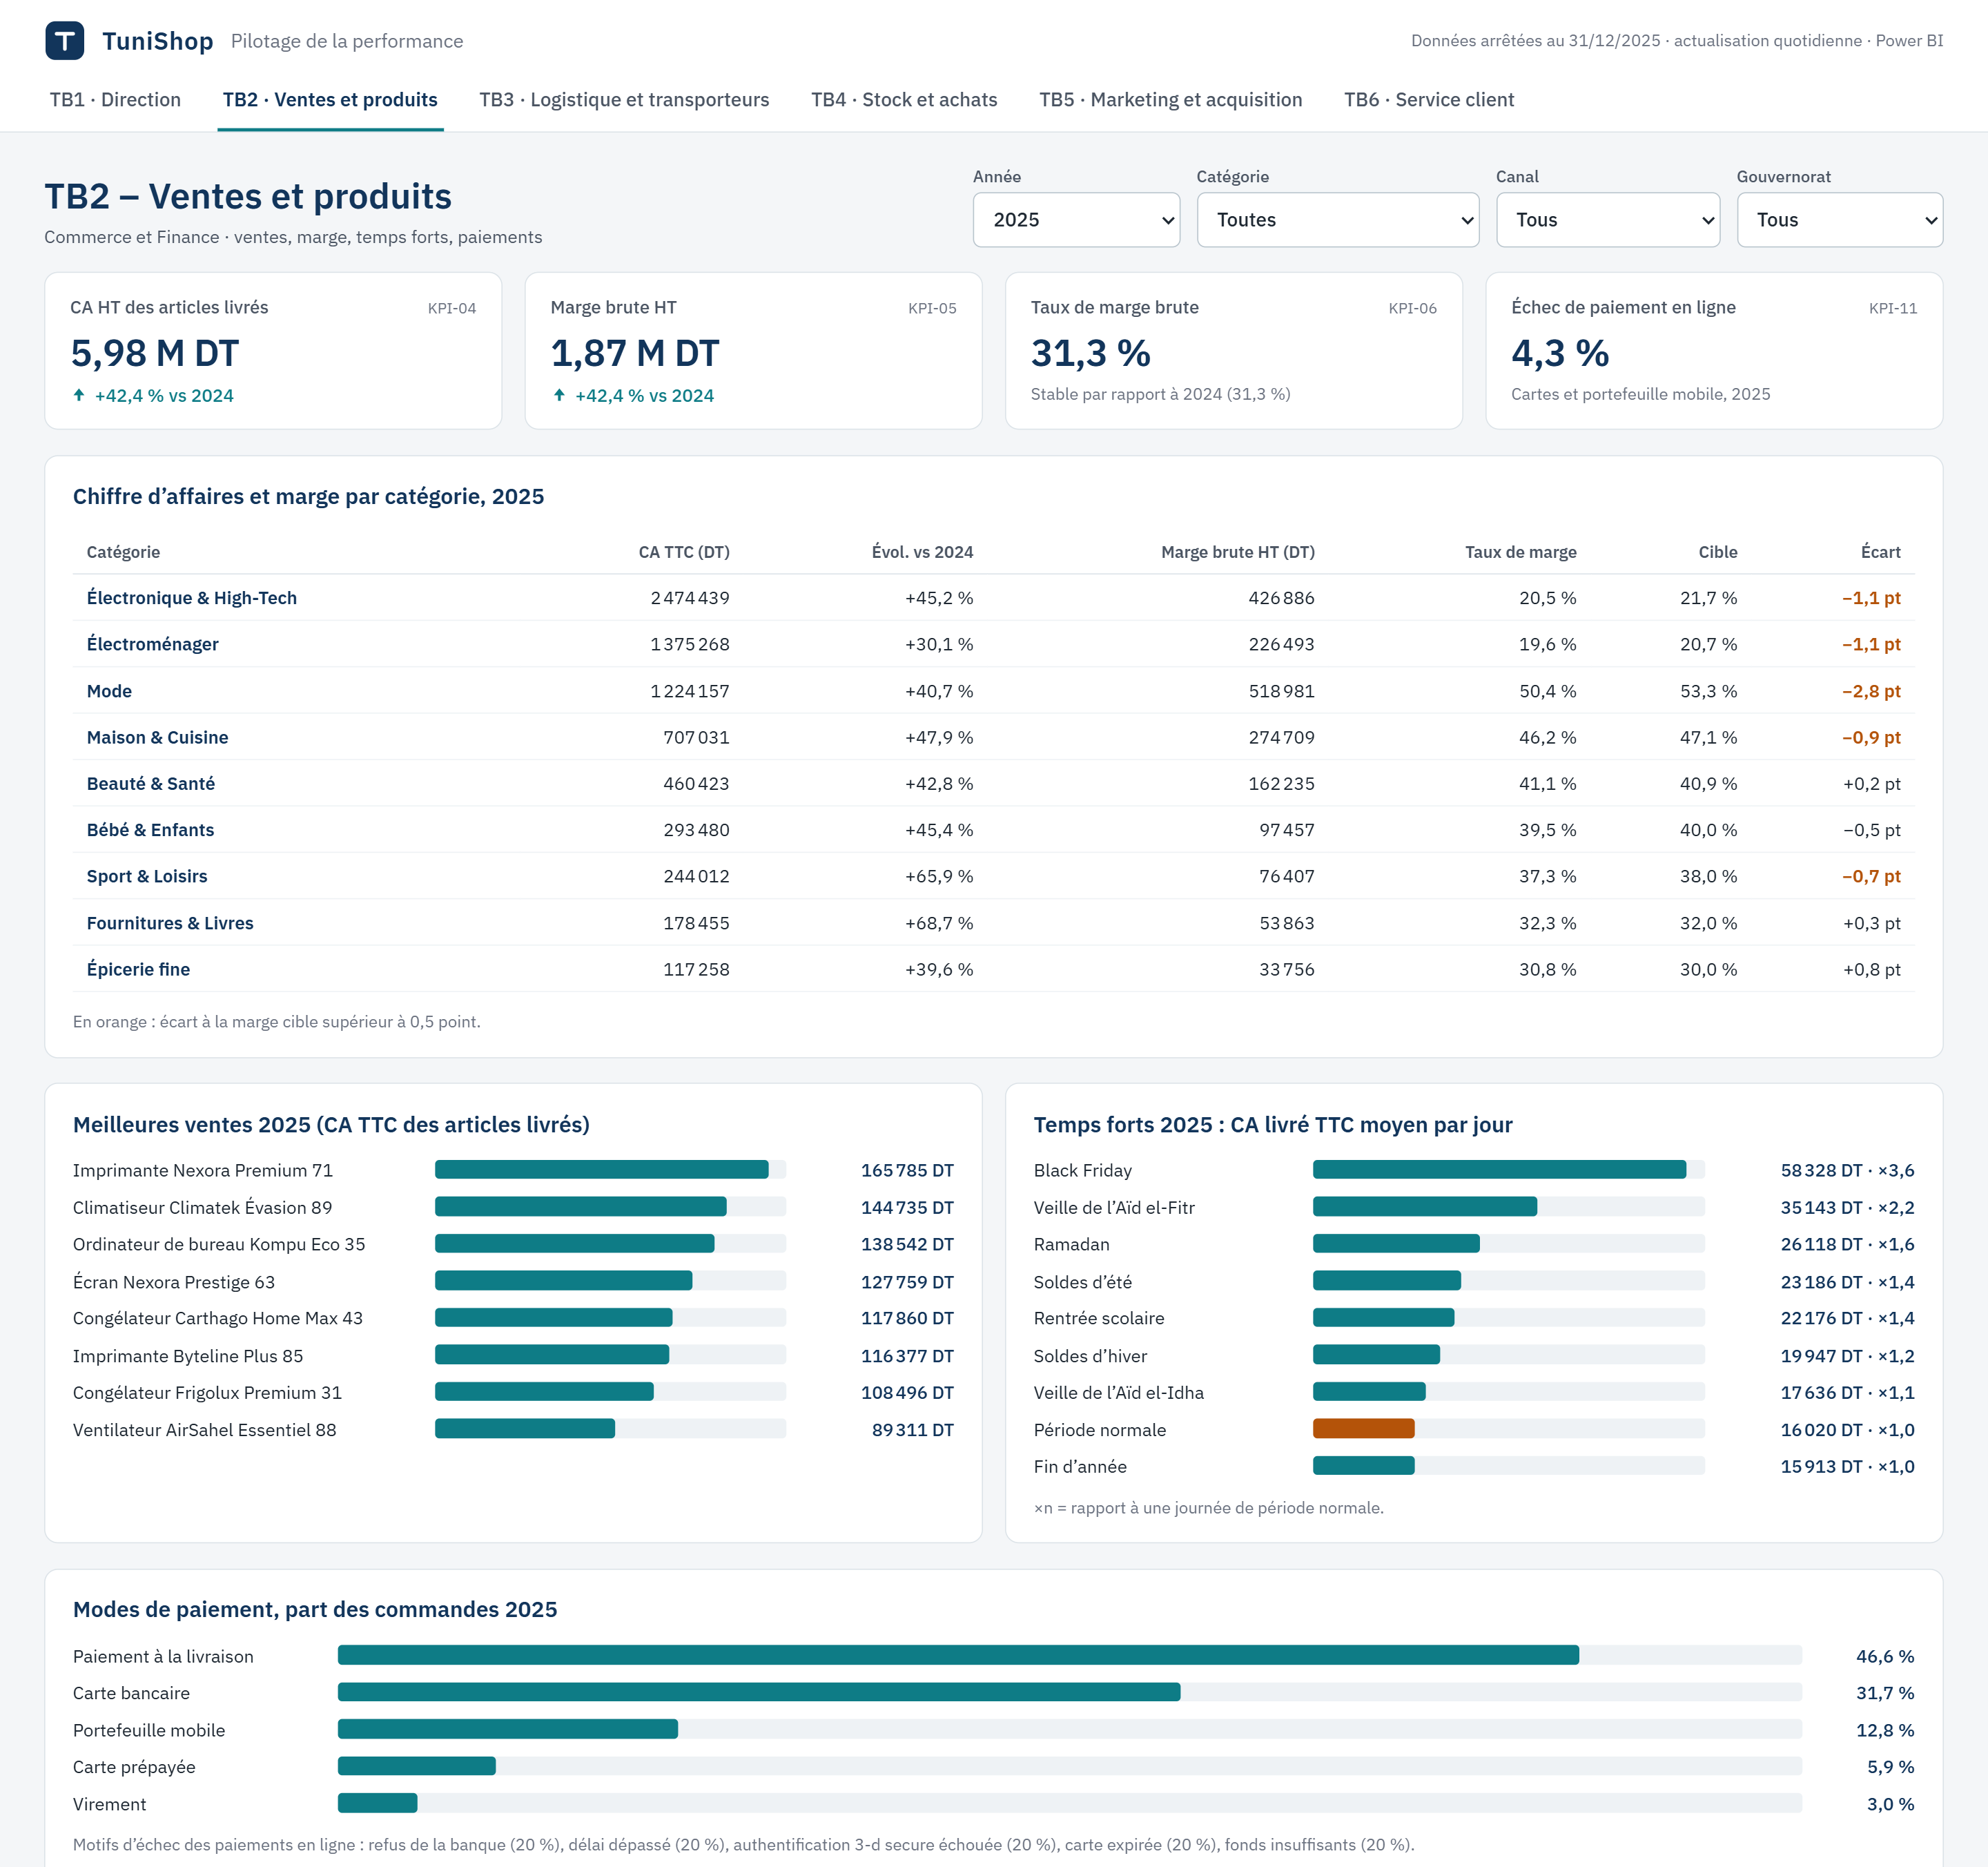 T TuniShop Pilotage de la performance
Données arrêtées au 31/12/2025 · actualisation quotidienne · Power BI
TB1 · Direction TB2 · Ventes et produits TB3 · Logistique et transporteurs TB4 · Stock et achats TB5 · Marketing et acquisition TB6 · Service client
TB2 – Ventes et produits
Commerce et Finance · ventes, marge, temps forts, paiements
Année Catégorie Canal Gouvernorat
2025 Toutes Tous Tous
CA HT des articles livrés KPI-04
5,98 M DT
+42,4 % vs 2024
Marge brute HT KPI-05
1,87 M DT
+42,4 % vs 2024
Taux de marge brute KPI-06
31,3 %
Stable par rapport à 2024 (31,3 %)
Échec de paiement en ligne KPI-11
4,3 %
Cartes et portefeuille mobile, 2025
Chiffre d’affaires et marge par catégorie, 2025
Catégorie CA TTC (DT) Évol. vs 2024 Marge brute HT (DT) Taux de marge Cible Écart
Électronique & High-Tech 2 474 439 +45,2 % 426 886 20,5 % 21,7 % −1,1 pt
Électroménager 1 375 268 +30,1 % 226 493 19,6 % 20,7 % −1,1 pt
Mode 1 224 157 +40,7 % 518 981 50,4 % 53,3 % −2,8 pt
Maison & Cuisine 707 031 +47,9 % 274 709 46,2 % 47,1 % −0,9 pt
Beauté & Santé 460 423 +42,8 % 162 235 41,1 % 40,9 % +0,2 pt
Bébé & Enfants 293 480 +45,4 % 97 457 39,5 % 40,0 % −0,5 pt
Sport & Loisirs 244 012 +65,9 % 76 407 37,3 % 38,0 % −0,7 pt
Fournitures & Livres 178 455 +68,7 % 53 863 32,3 % 32,0 % +0,3 pt
Épicerie fine 117 258 +39,6 % 33 756 30,8 % 30,0 % +0,8 pt
En orange : écart à la marge cible supérieur à 0,5 point.
Meilleures ventes 2025 (CA TTC des articles livrés)
Imprimante Nexora Premium 71 165 785 DT
Climatiseur Climatek Évasion 89 144 735 DT
Ordinateur de bureau Kompu Eco 35 138 542 DT
Écran Nexora Prestige 63 127 759 DT
Congélateur Carthago Home Max 43 117 860 DT
Imprimante Byteline Plus 85 116 377 DT
Congélateur Frigolux Premium 31 108 496 DT
Ventilateur AirSahel Essentiel 88 89 311 DT
Temps forts 2025 : CA livré TTC moyen par jour
Black Friday 58 328 DT · ×3,6
Veille de l’Aïd el-Fitr 35 143 DT · ×2,2
Ramadan 26 118 DT · ×1,6
Soldes d’été 23 186 DT · ×1,4
Rentrée scolaire 22 176 DT · ×1,4
Soldes d’hiver 19 947 DT · ×1,2
Veille de l’Aïd el-Idha 17 636 DT · ×1,1
Période normale 16 020 DT · ×1,0
Fin d’année 15 913 DT · ×1,0
×n = rapport à une journée de période normale.
Modes de paiement, part des commandes 2025
Paiement à la livraison 46,6 %
Carte bancaire 31,7 %
Portefeuille mobile 12,8 %
Carte prépayée 5,9 %
Virement 3,0 %
Motifs d’échec des paiements en ligne : refus de la banque (20 %), délai dépassé (20 %), authentification 3-d secure échouée (20 %), carte expirée (20 %), fonds insuffisants (20 %).